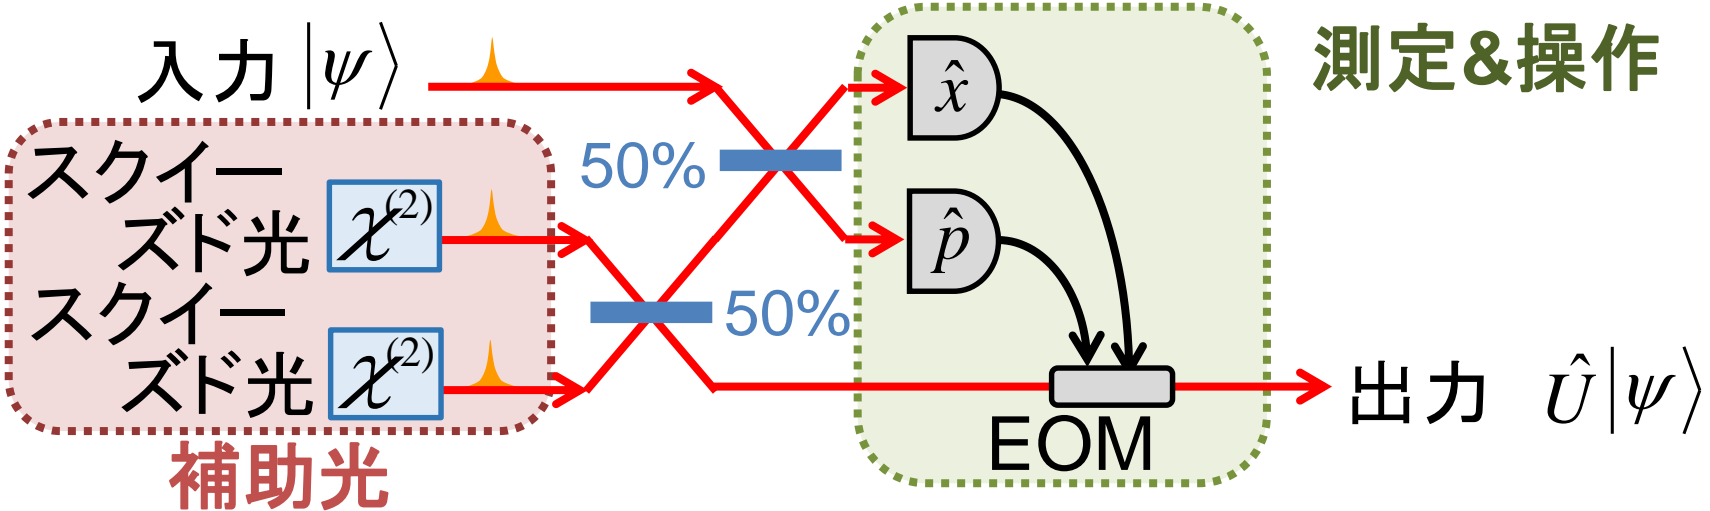 入力 |ψ⟩
スクイー
ズド光
χ(2)
スクイー
ズド光
χ(2)
補助光
50%
50%
測定&操作
x̂
p̂
EOM
出力 Û|ψ⟩